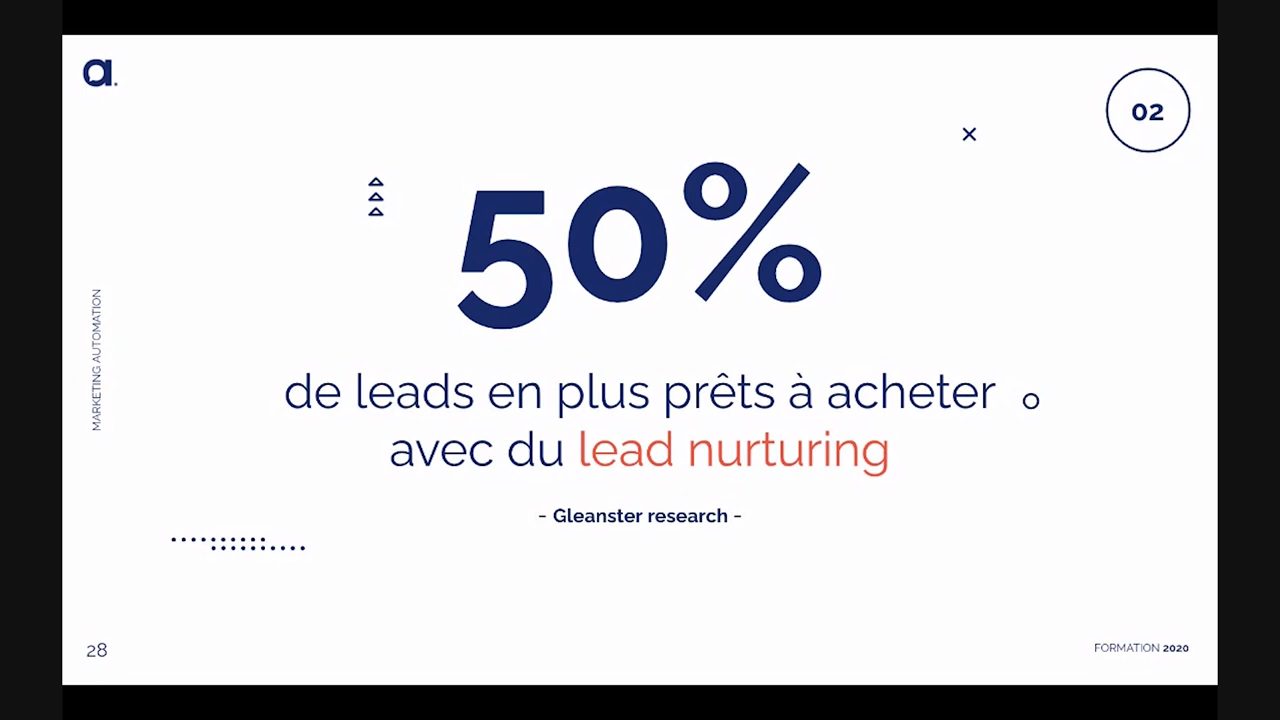 a.
02
50%
de leads en plus prêts à acheter
avec du lead nurturing
- Gleanster research -
MARKETING AUTOMATION
28
FORMATION 2020